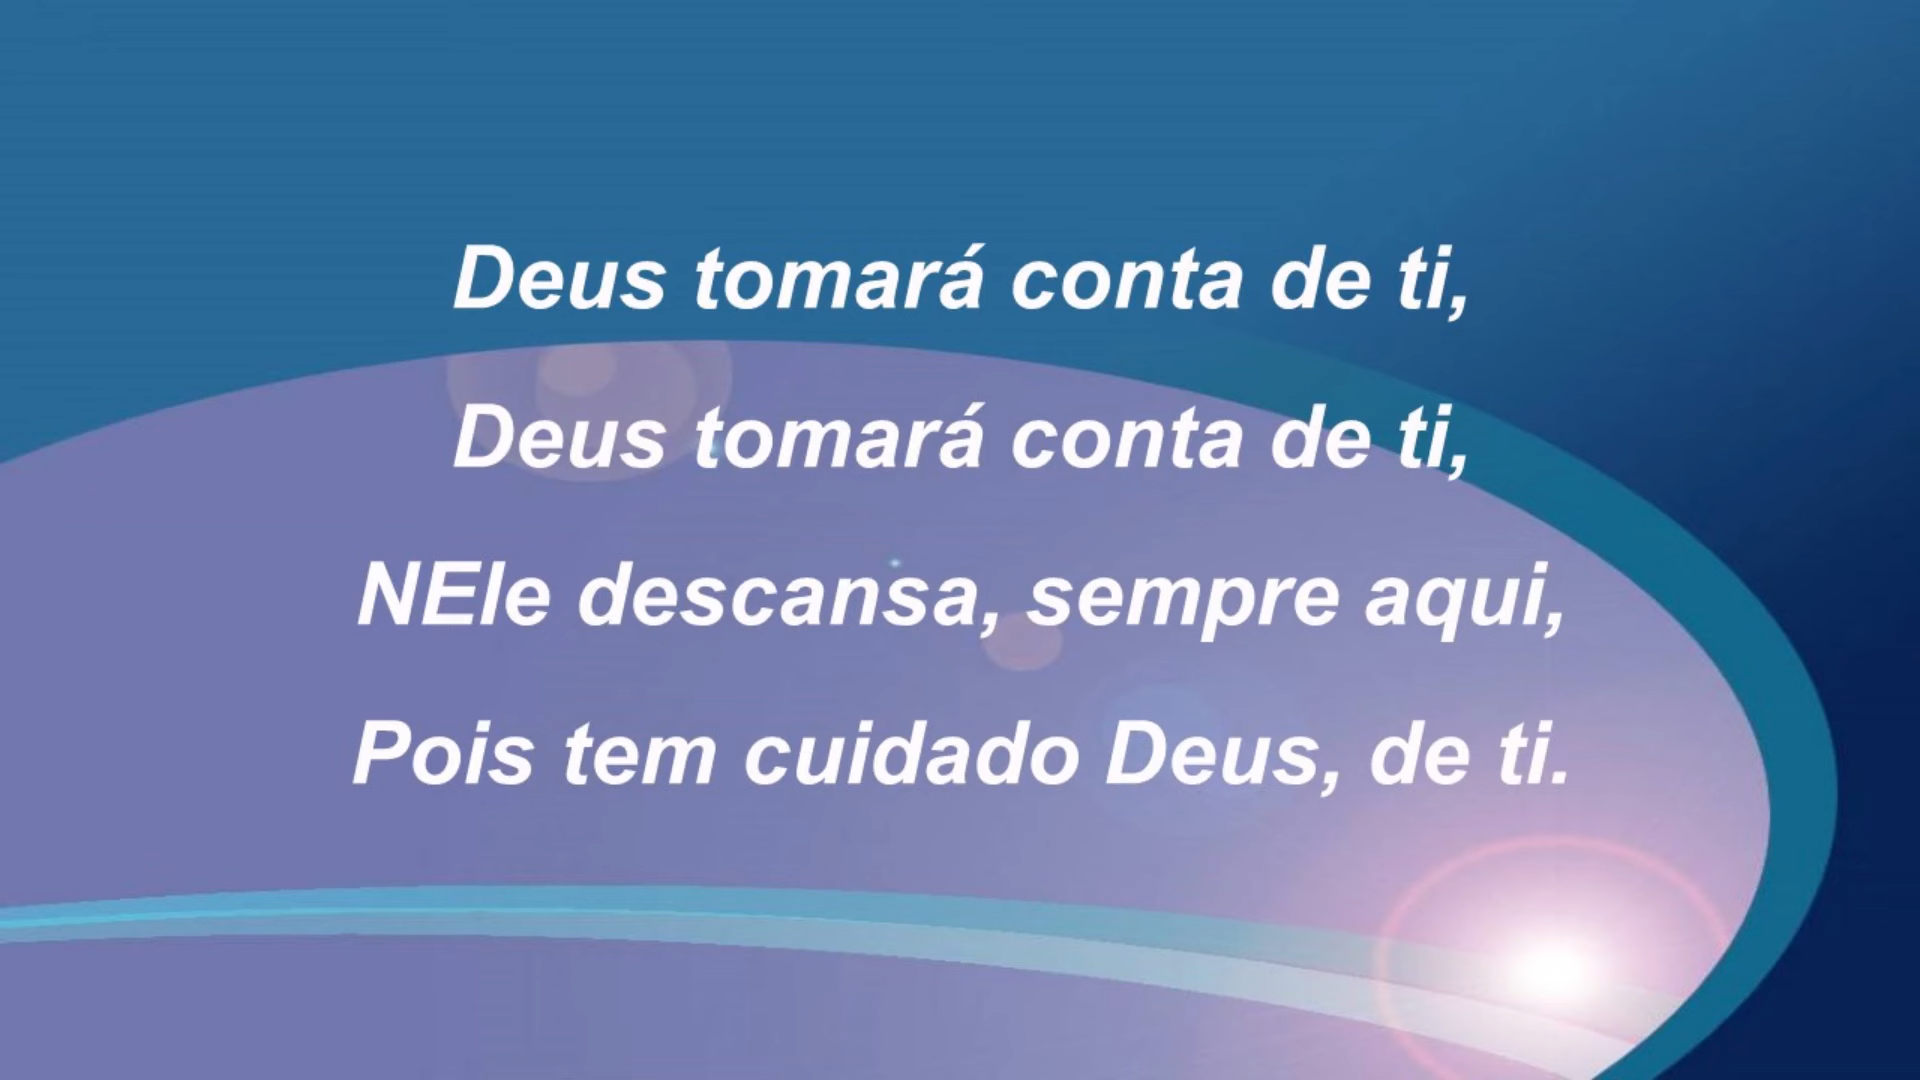 Deus tomará conta de ti,
Deus tomará conta de ti,
NEle descansa, sempre aqui,
Pois tem cuidado Deus, de ti.